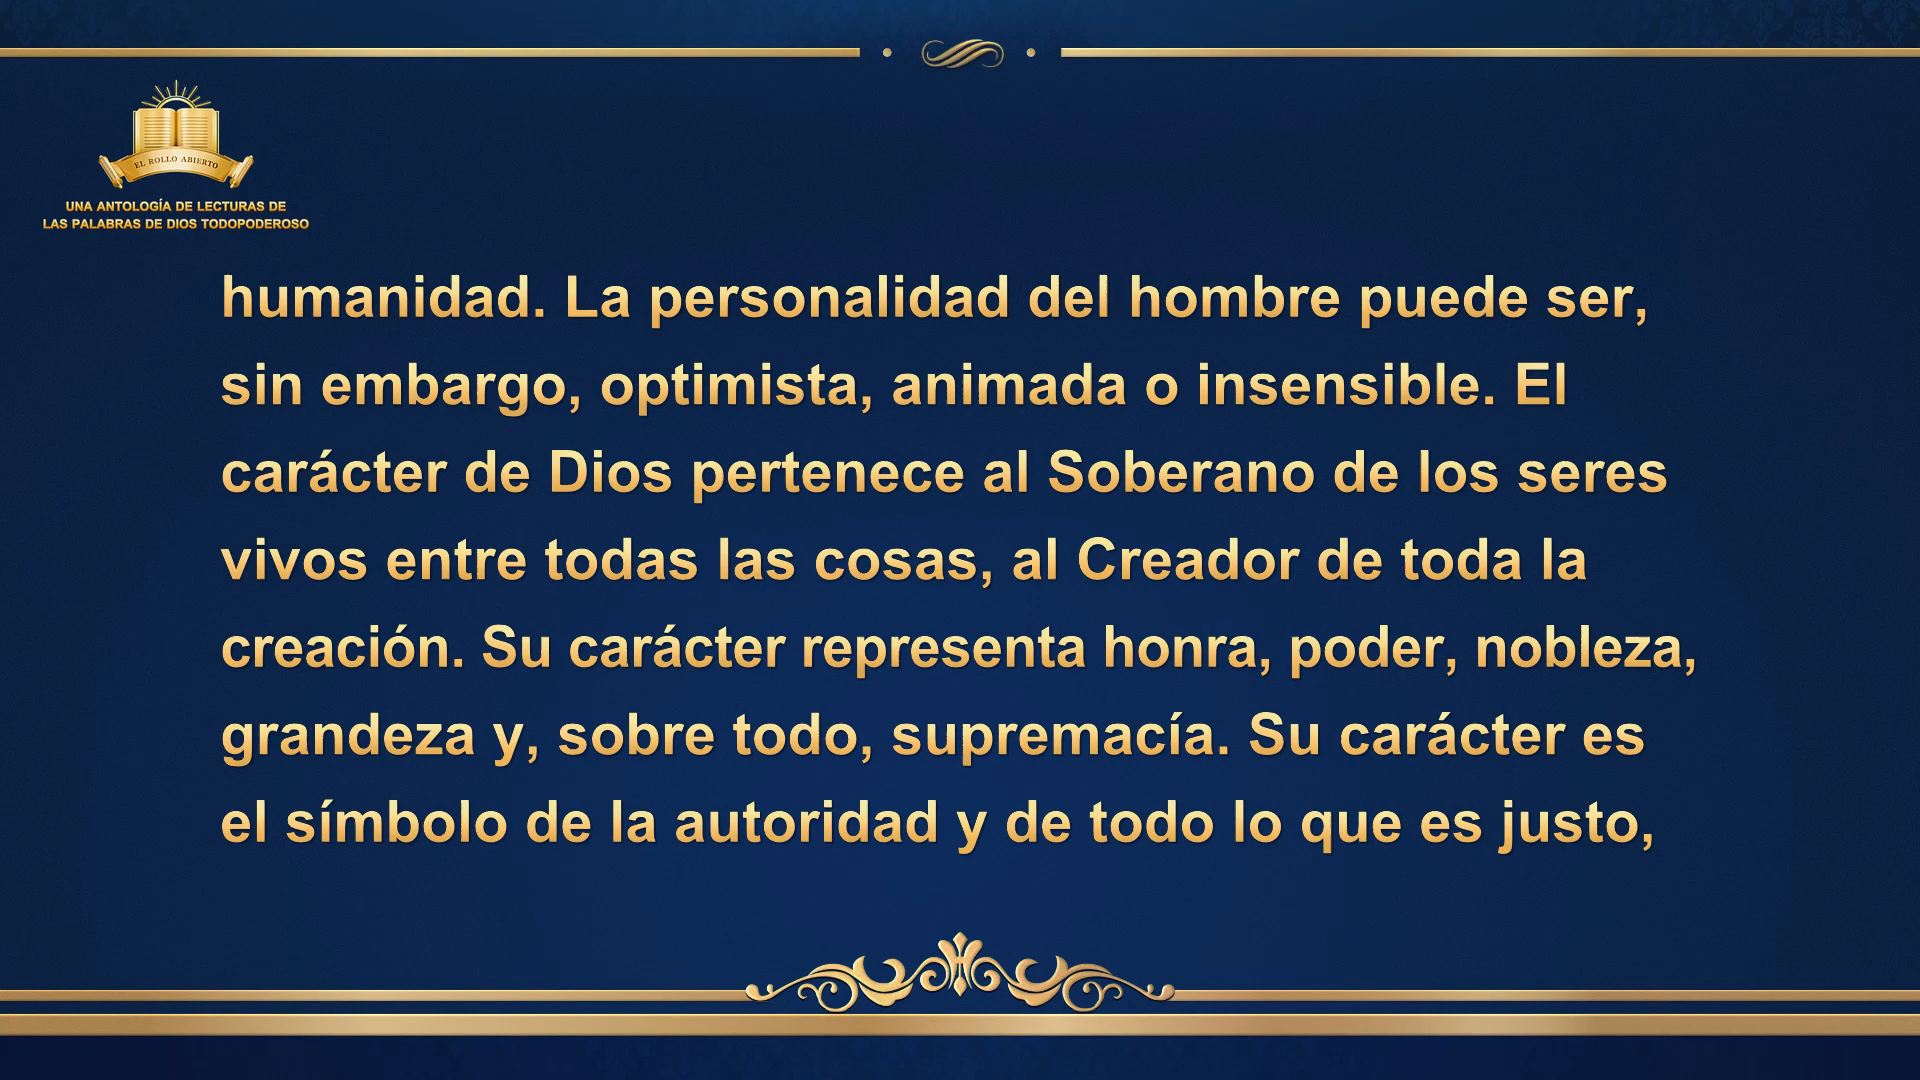 EL ROLLO ABIERTO
UNA ANTOLOGÍA DE LECTURAS DE
LAS PALABRAS DE DIOS TODOPODEROSO
humanidad. La personalidad del hombre puede ser,
sin embargo, optimista, animada o insensible. El
carácter de Dios pertenece al Soberano de los seres
vivos entre todas las cosas, al Creador de toda la
creación. Su carácter representa honra, poder, nobleza,
grandeza y, sobre todo, supremacía. Su carácter es
el símbolo de la autoridad y de todo lo que es justo,